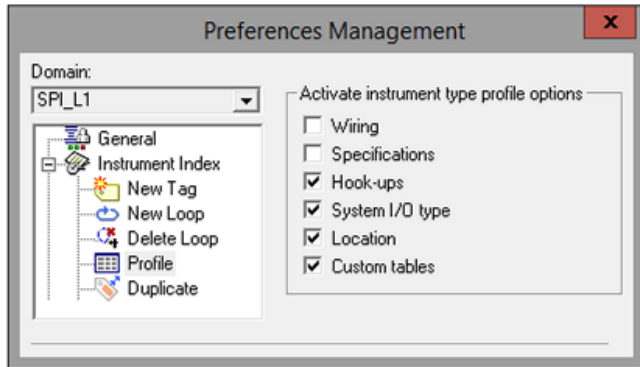 Preferences Management
x
Domain:
SPI_L1
General
Instrument Index
New Tag
New Loop
Delete Loop
Profile
Duplicate
Activate instrument type profile options
Wiring
Specifications
Hook-ups
System I/O type
Location
Custom tables